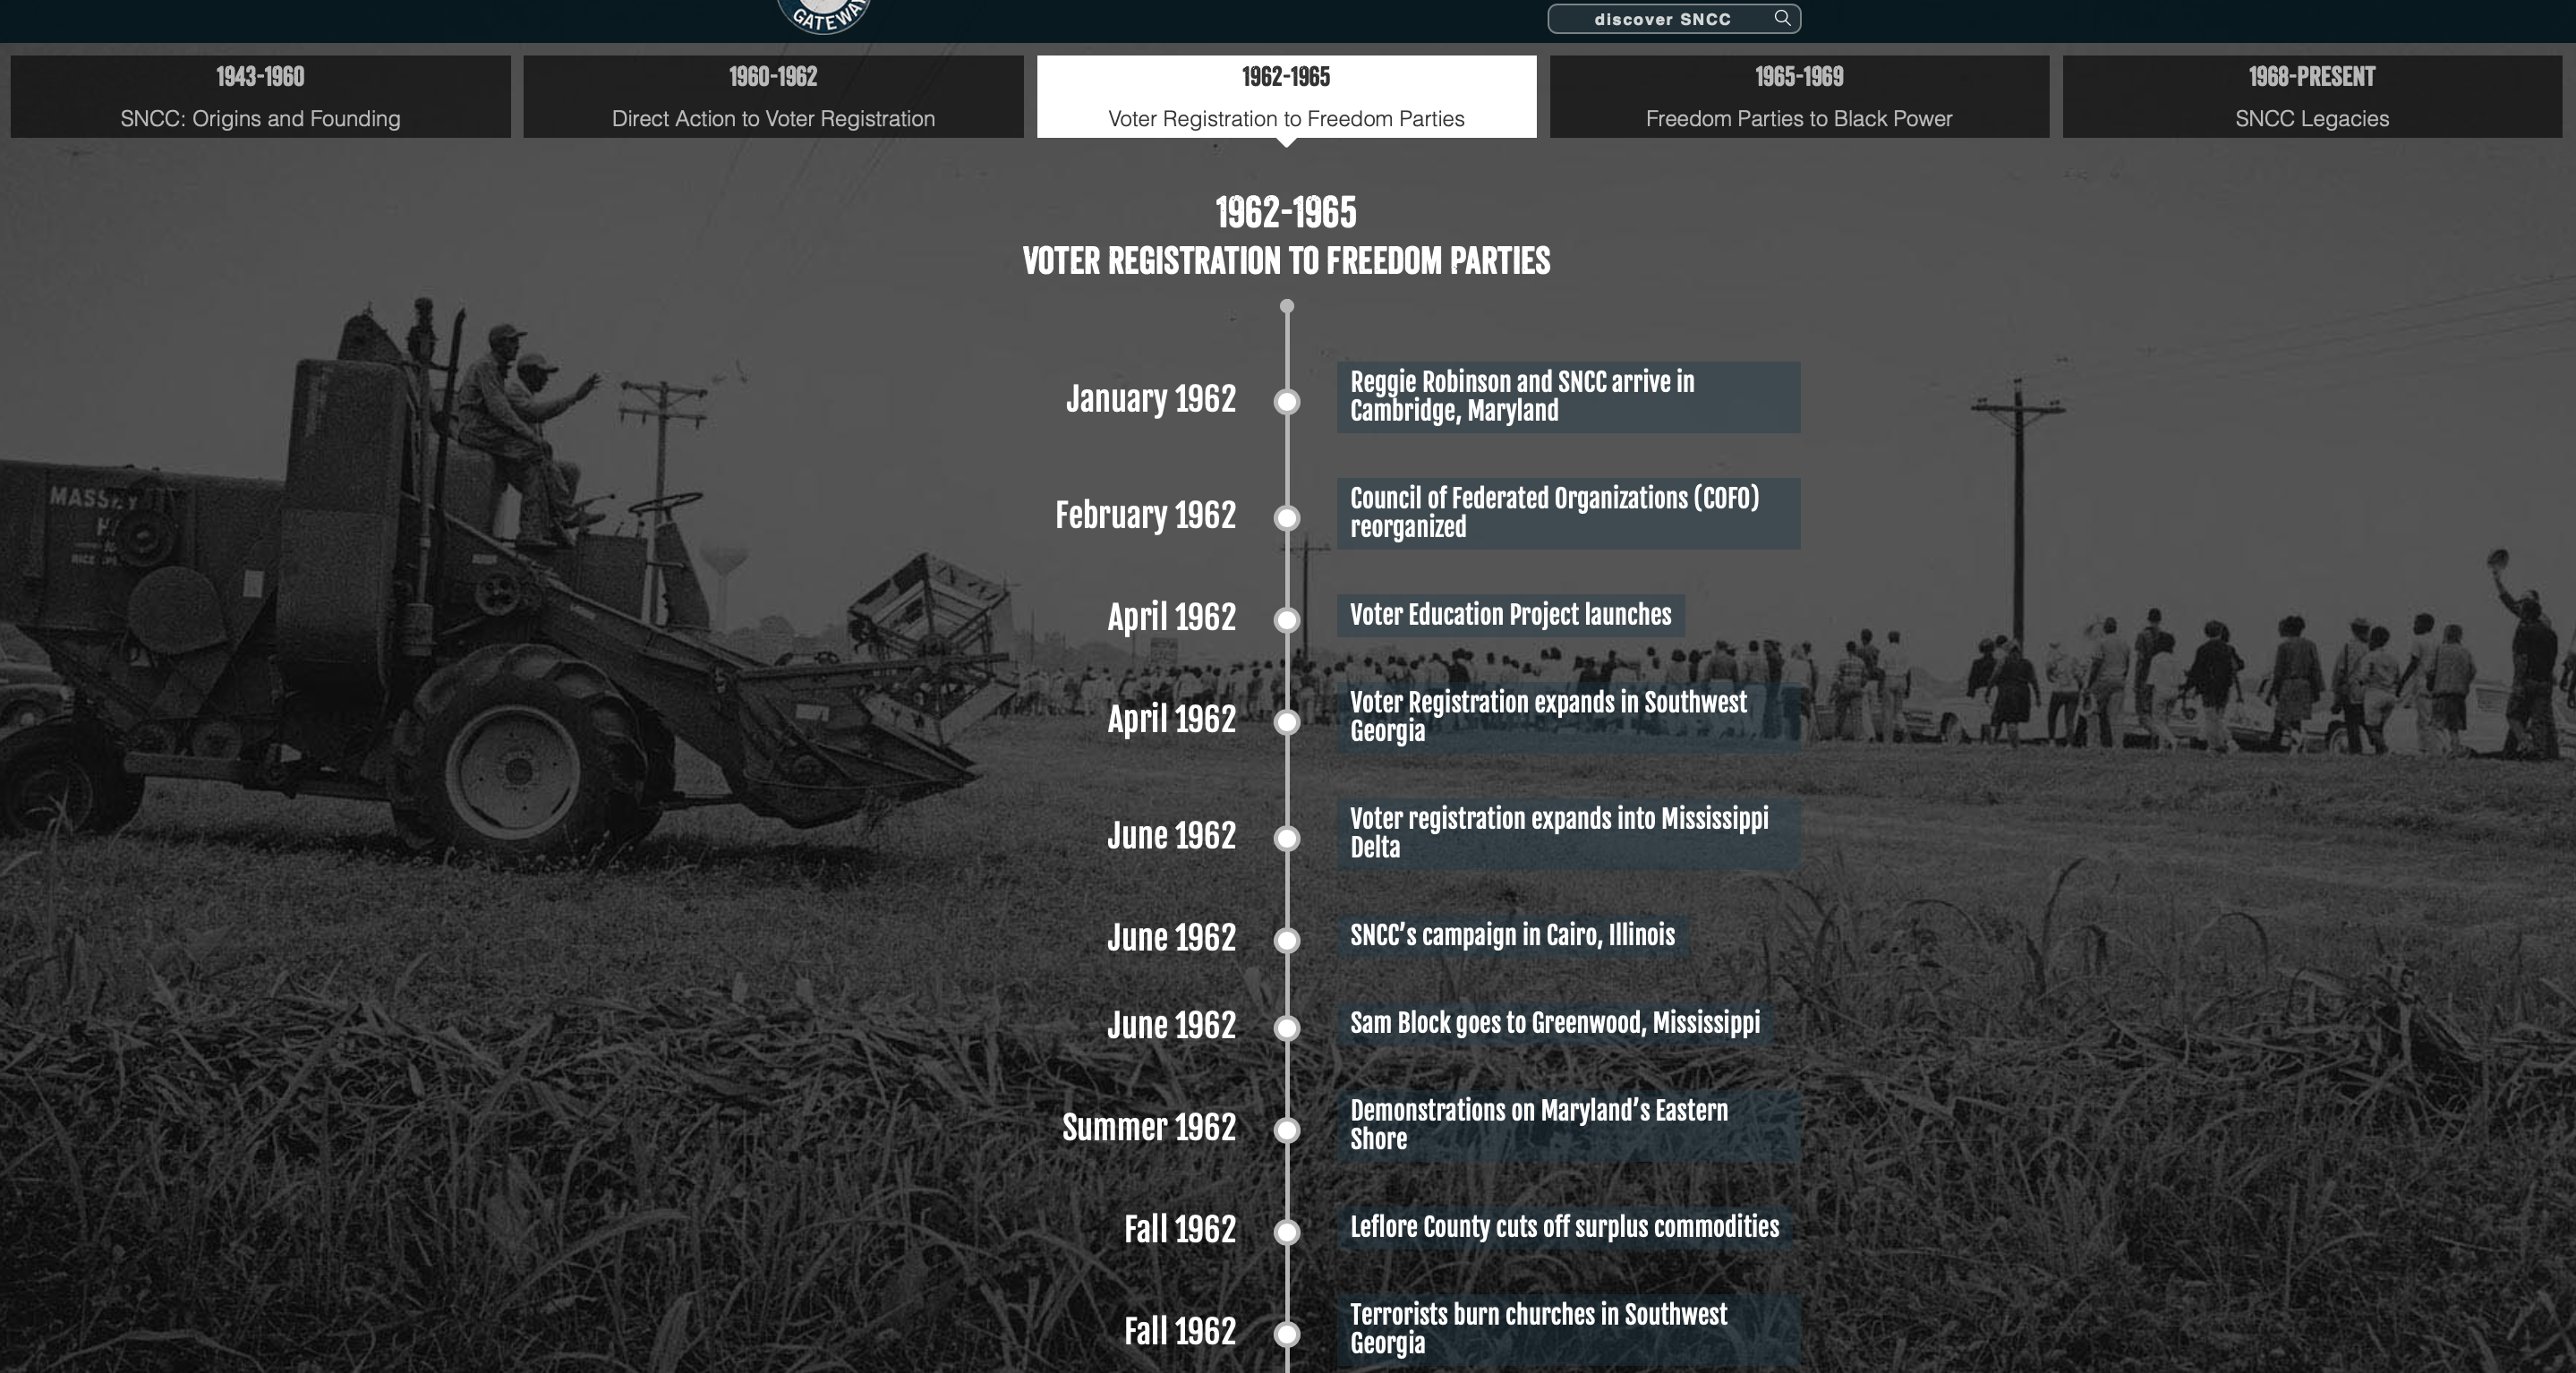 GATEWAY
discover SNCC
1943-1960
SNCC: Origins and Founding
1960-1962
Direct Action to Voter Registration
1962-1965
Voter Registration to Freedom Parties
1965-1969
Freedom Parties to Black Power
1968-PRESENT
SNCC Legacies
1962-1965
VOTER REGISTRATION TO FREEDOM PARTIES
January 1962
Reggie Robinson and SNCC arrive in
Cambridge, Maryland
February 1962
Council of Federated Organizations (COFO)
reorganized
April 1962
Voter Education Project launches
April 1962
Voter Registration expands in Southwest
Georgia
June 1962
Voter registration expands into Mississippi
Delta
June 1962
SNCC’s campaign in Cairo, Illinois
June 1962
Sam Block goes to Greenwood, Mississippi
Summer 1962
Demonstrations on Maryland’s Eastern
Shore
Fall 1962
Leflore County cuts off surplus commodities
Fall 1962
Terrorists burn churches in Southwest
Georgia
MASSEY
RICE